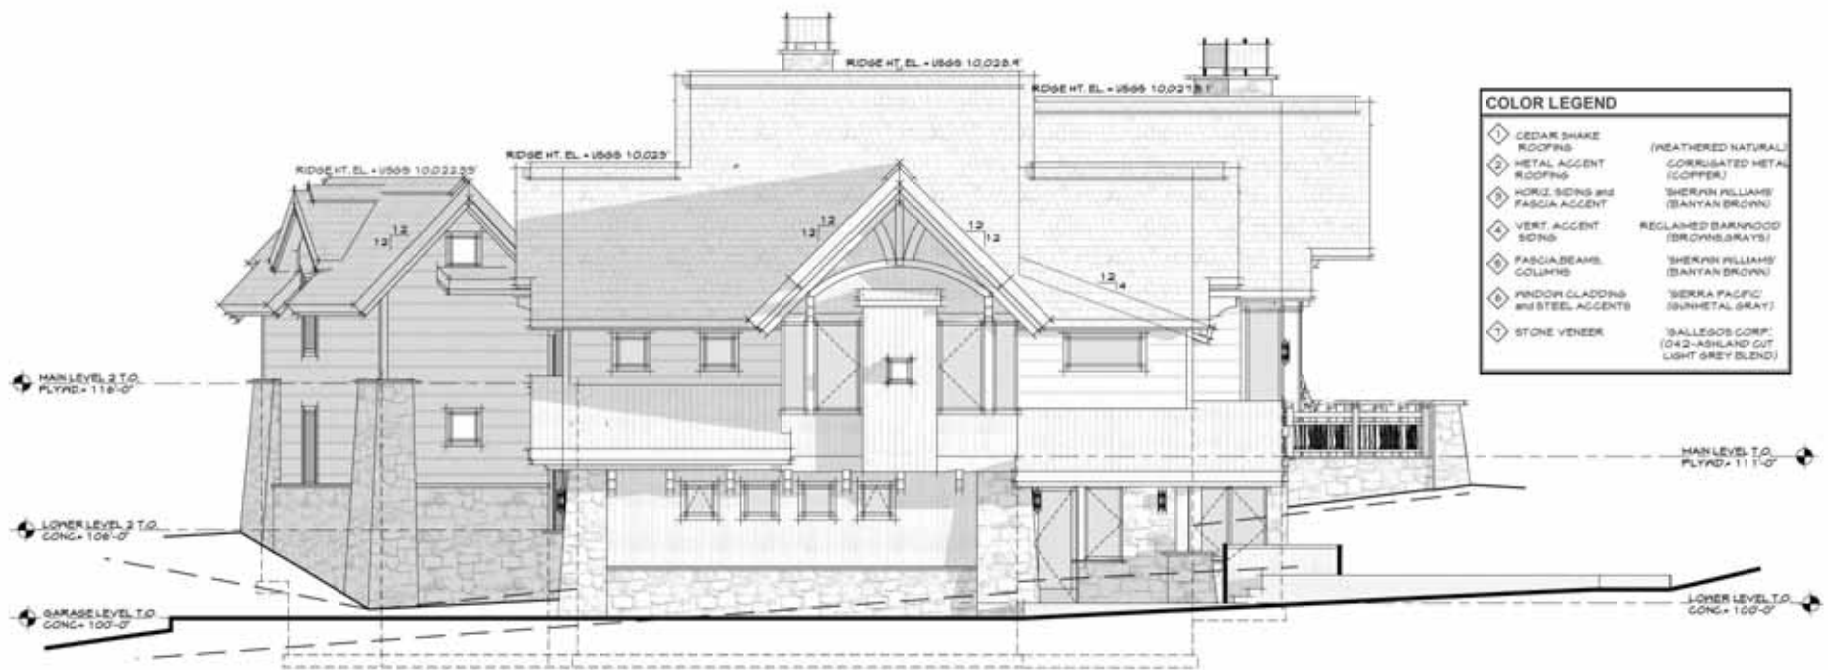 RIDGE HT. EL. = USGS 10,028.9'
RIDGE HT. EL. = USGS 10,027.5'
RIDGE HT. EL. = USGS 10,025'
RIDGE HT. EL. = USGS 10,022.55'
COLOR LEGEND
1 CEDAR SHAKE
ROOFING (WEATHERED NATURAL)
2 METAL ACCENT CORRUGATED METAL
ROOFING (COPPER)
3 HORIZ. SIDING and 'SHERWIN WILLIAMS'
FASCIA ACCENT (BANYAN BROWN)
4 VERT. ACCENT RECLAIMED BARNWOOD
SIDING (BROWNS,GRAYS)
5 FASCIA,BEAMS, 'SHERWIN WILLIAMS'
COLUMNS (BANYAN BROWN)
6 WINDOW CLADDING 'SIERRA PACIFIC'
and STEEL ACCENTS (GUNMETAL GRAY)
7 STONE VENEER 'GALLEGOS CORP.'
(042-ASHLAND CUT
LIGHT GREY BLEND)
12
12
12
12
12
12
12
4
MAIN LEVEL 2 T.O.
PLYWD.=
MAIN LEVEL T.O.
PLYWD.= 111'-0"
LOWER LEVEL 2 T.O.
CONC.=
GARAGE LEVEL T.O.
CONC.= 100'-0"
LOWER LEVEL T.O.
CONC.= 100'-0"